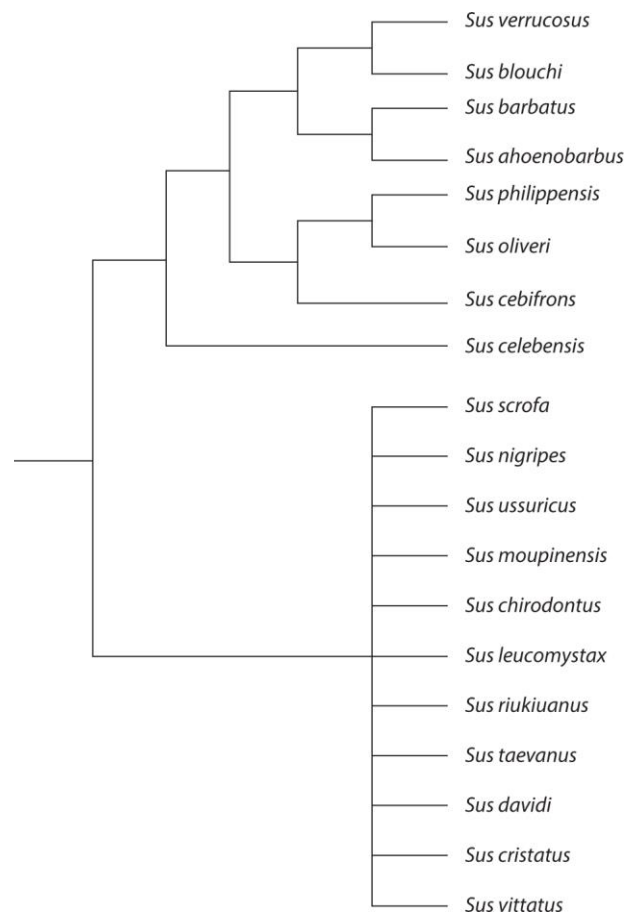 Sus verrucosus
Sus blouchi
Sus barbatus
Sus ahoenobarbus
Sus philippensis
Sus oliveri
Sus cebifrons
Sus celebensis
Sus scrofa
Sus nigripes
Sus ussuricus
Sus moupinensis
Sus chirodontus
Sus leucomystax
Sus riukiuanus
Sus taevanus
Sus davidi
Sus cristatus
Sus vittatus